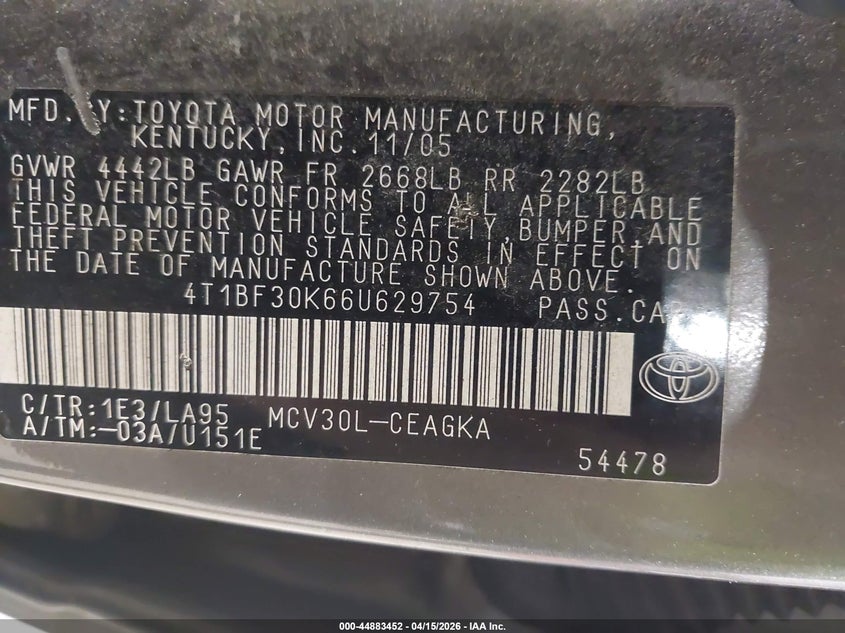 MFD. BY:TOYOTA MOTOR MANUFACTURING,
KENTUCKY,INC. 11/05
GVWR 4442LB GAWR FR 2668LB RR 2282LB
THIS VEHICLE CONFORMS TO ALL APPLICABLE
FEDERAL MOTOR VEHICLE SAFETY,BUMPER,AND
THEFT PREVENTION STANDARDS IN EFFECT ON
THE DATE OF MANUFACTURE SHOWN ABOVE.
4T1BF30K66U629754 PASS.CAR
C/TR:1E3/LA95 MCV30L-CEAGKA
A/TM:-03A/U151E
54478
000-44883452 - 04/15/2026 - IAA Inc.